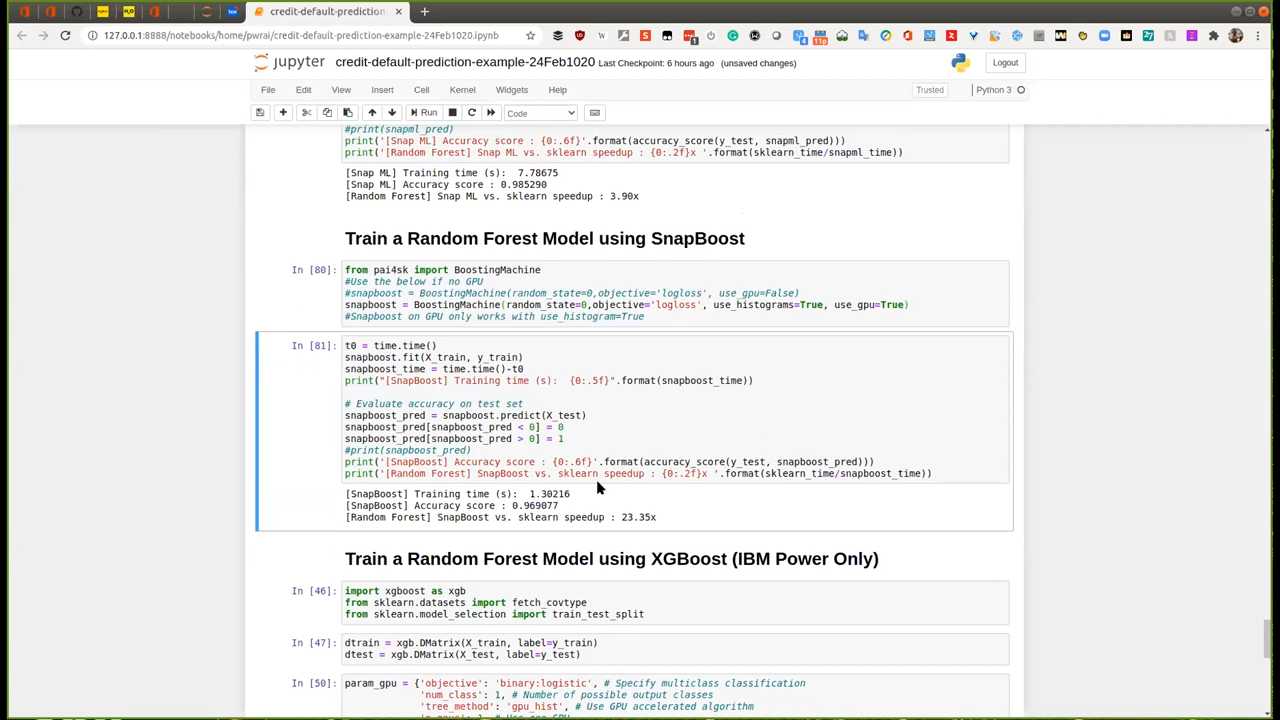 credit-default-prediction
127.0.0.1:8888/notebooks/home/pwrai/credit-default-prediction-example-24Feb1020.ipynb
jupyter credit-default-prediction-example-24Feb1020 Last Checkpoint: 6 hours ago (unsaved changes)
Logout
File Edit View Insert Cell Kernel Widgets Help
Trusted Python 3
Run Code
#print(snapml_pred)
print('[Snap ML] Accuracy score : {0:.6f}'.format(accuracy_score(y_test, snapml_pred)))
print('[Random Forest] Snap ML vs. sklearn speedup : {0:.2f}x '.format(sklearn_time/snapml_time))
[Snap ML] Training time (s):  7.78675
[Snap ML] Accuracy score : 0.985290
[Random Forest] Snap ML vs. sklearn speedup : 3.90x
Train a Random Forest Model using SnapBoost
In [80]: from pai4sk import BoostingMachine
#Use the below if no GPU
#snapboost = BoostingMachine(random_state=0,objective='logloss', use_gpu=False)
snapboost = BoostingMachine(random_state=0,objective='logloss', use_histograms=True, use_gpu=True)
#Snapboost on GPU only works with use_histogram=True
In [81]: t0 = time.time()
snapboost.fit(X_train, y_train)
snapboost_time = time.time()-t0
print("[SnapBoost] Training time (s):  {0:.5f}".format(snapboost_time))
# Evaluate accuracy on test set
snapboost_pred = snapboost.predict(X_test)
snapboost_pred[snapboost_pred < 0] = 0
snapboost_pred[snapboost_pred > 0] = 1
#print(snapboost_pred)
print('[SnapBoost] Accuracy score : {0:.6f}'.format(accuracy_score(y_test, snapboost_pred)))
print('[Random Forest] SnapBoost vs. sklearn speedup : {0:.2f}x '.format(sklearn_time/snapboost_time))
[SnapBoost] Training time (s):  1.30216
[SnapBoost] Accuracy score : 0.969077
[Random Forest] SnapBoost vs. sklearn speedup : 23.35x
Train a Random Forest Model using XGBoost (IBM Power Only)
In [46]: import xgboost as xgb
from sklearn.datasets import fetch_covtype
from sklearn.model_selection import train_test_split
In [47]: dtrain = xgb.DMatrix(X_train, label=y_train)
dtest = xgb.DMatrix(X_test, label=y_test)
In [50]: param_gpu = {'objective': 'binary:logistic', # Specify multiclass classification
'num_class': 1, # Number of possible output classes
'tree_method': 'gpu_hist', # Use GPU accelerated algorithm